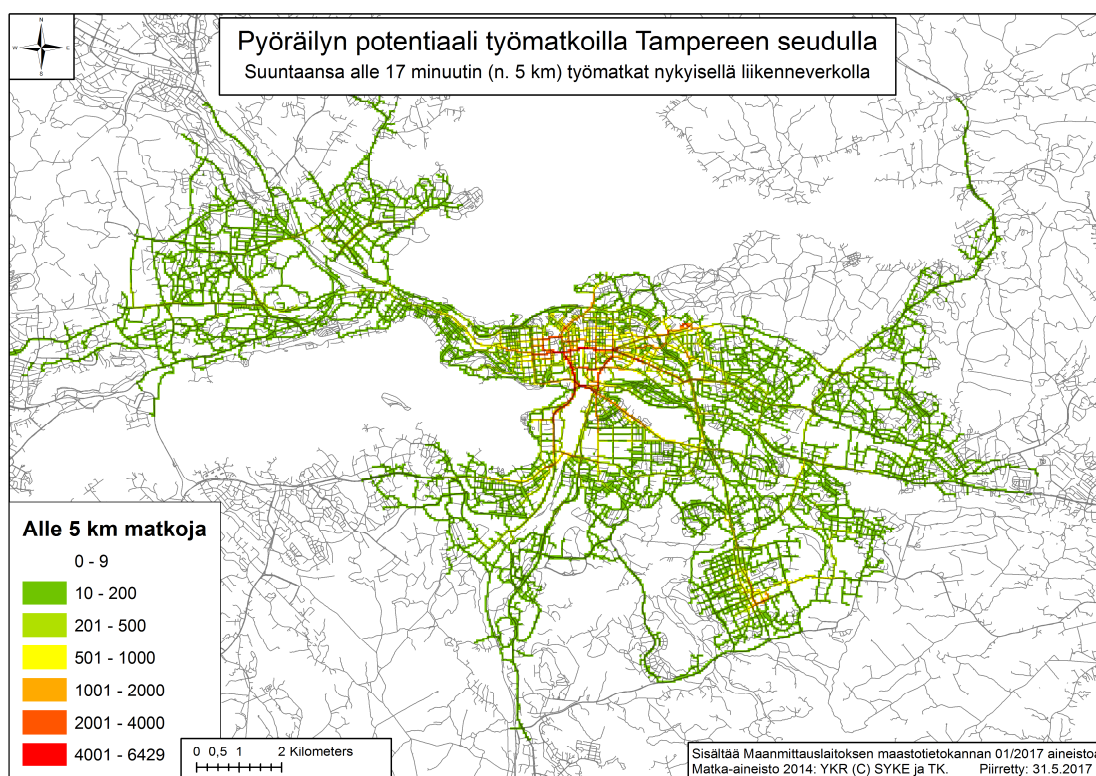 N
W E
S
Pyöräilyn potentiaali työmatkoilla Tampereen seudulla
Suuntaansa alle 17 minuutin (n. 5 km) työmatkat nykyisellä liikenneverkolla
Alle 5 km matkoja
0 - 9
10 - 200
201 - 500
501 - 1000
1001 - 2000
2001 - 4000
4001 - 6429
0 0,5 1 2 Kilometers
Sisältää Maanmittauslaitoksen maastotietokannan 01/2017 aineistoa
Matka-aineisto 2014: YKR (C) SYKE ja TK. Piirretty: 31.5.2017